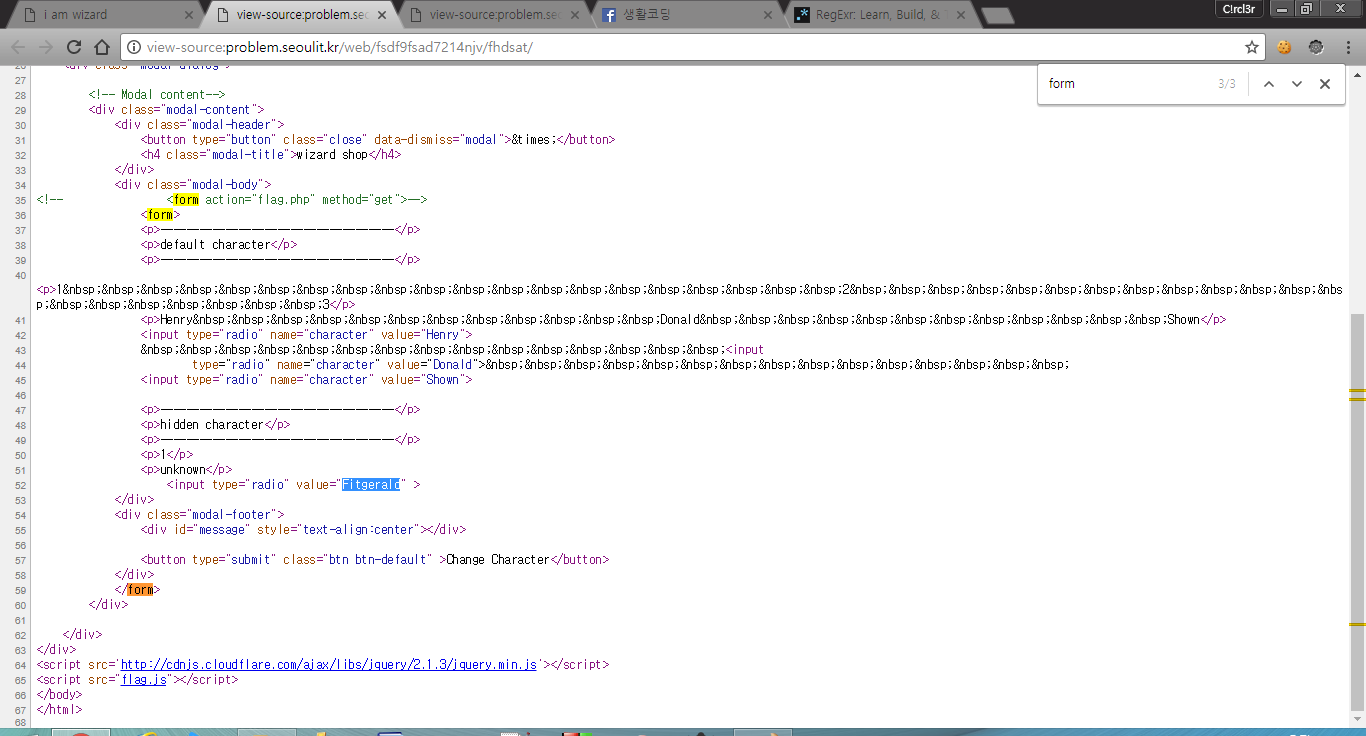 i am wizard
view-source:problem.seo
view-source:problem.se
생활코딩
RegExr: Learn, Build, &
C!rcl3r
view-source:problem.seoulit.kr/web/fsdf9fsad7214njv/fhdsat/
form 3/3
26 <div class="modal-dialog">
27
28 <!-- Modal content-->
29 <div class="modal-content">
30 <div class="modal-header">
31 <button type="button" class="close" data-dismiss="modal">&times;</button>
32 <h4 class="modal-title">wizard shop</h4>
33 </div>
34 <div class="modal-body">
35 <!-- <form action="flag.php" method="get">-->
36 <form>
37 <p>------------------------------</p>
38 <p>default character</p>
39 <p>------------------------------</p>
40
<p>1&nbsp;&nbsp;&nbsp;&nbsp;&nbsp;&nbsp;&nbsp;&nbsp;&nbsp;&nbsp;&nbsp;&nbsp;&nbsp;&nbsp;&nbsp;&nbsp;&nbsp;&nbsp;&nbsp;&nbsp;2&nbsp;&nbsp;&nbsp;&nbsp;&nbsp;&nbsp;&nbsp;&nbsp;&nbsp;&nbsp;&nbsp;&nbsp;&nbs
p;&nbsp;&nbsp;&nbsp;&nbsp;&nbsp;&nbsp;&nbsp;3</p>
41 <p>Henry&nbsp;&nbsp;&nbsp;&nbsp;&nbsp;&nbsp;&nbsp;&nbsp;&nbsp;&nbsp;&nbsp;&nbsp;Donald&nbsp;&nbsp;&nbsp;&nbsp;&nbsp;&nbsp;&nbsp;&nbsp;&nbsp;&nbsp;&nbsp;&nbsp;Shown</p>
42 <input type="radio" name="character" value="Henry">
43 &nbsp;&nbsp;&nbsp;&nbsp;&nbsp;&nbsp;&nbsp;&nbsp;&nbsp;&nbsp;&nbsp;&nbsp;&nbsp;&nbsp;&nbsp;<input
44 type="radio" name="character" value="Donald">&nbsp;&nbsp;&nbsp;&nbsp;&nbsp;&nbsp;&nbsp;&nbsp;&nbsp;&nbsp;&nbsp;&nbsp;&nbsp;&nbsp;&nbsp;
45 <input type="radio" name="character" value="Shown">
46
47 <p>------------------------------</p>
48 <p>hidden character</p>
49 <p>------------------------------</p>
50 <p>1</p>
51 <p>unknown</p>
52 <input type="radio" value="Fitgerald" >
53 </div>
54 <div class="modal-footer">
55 <div id="message" style="text-align:center"></div>
56
57 <button type="submit" class="btn btn-default" >Change Character</button>
58 </div>
59 </form>
60 </div>
61
62 </div>
63 </div>
64 <script src='http://cdnjs.cloudflare.com/ajax/libs/jquery/2.1.3/jquery.min.js'></script>
65 <script src="flag.js"></script>
66 </body>
67 </html>
68